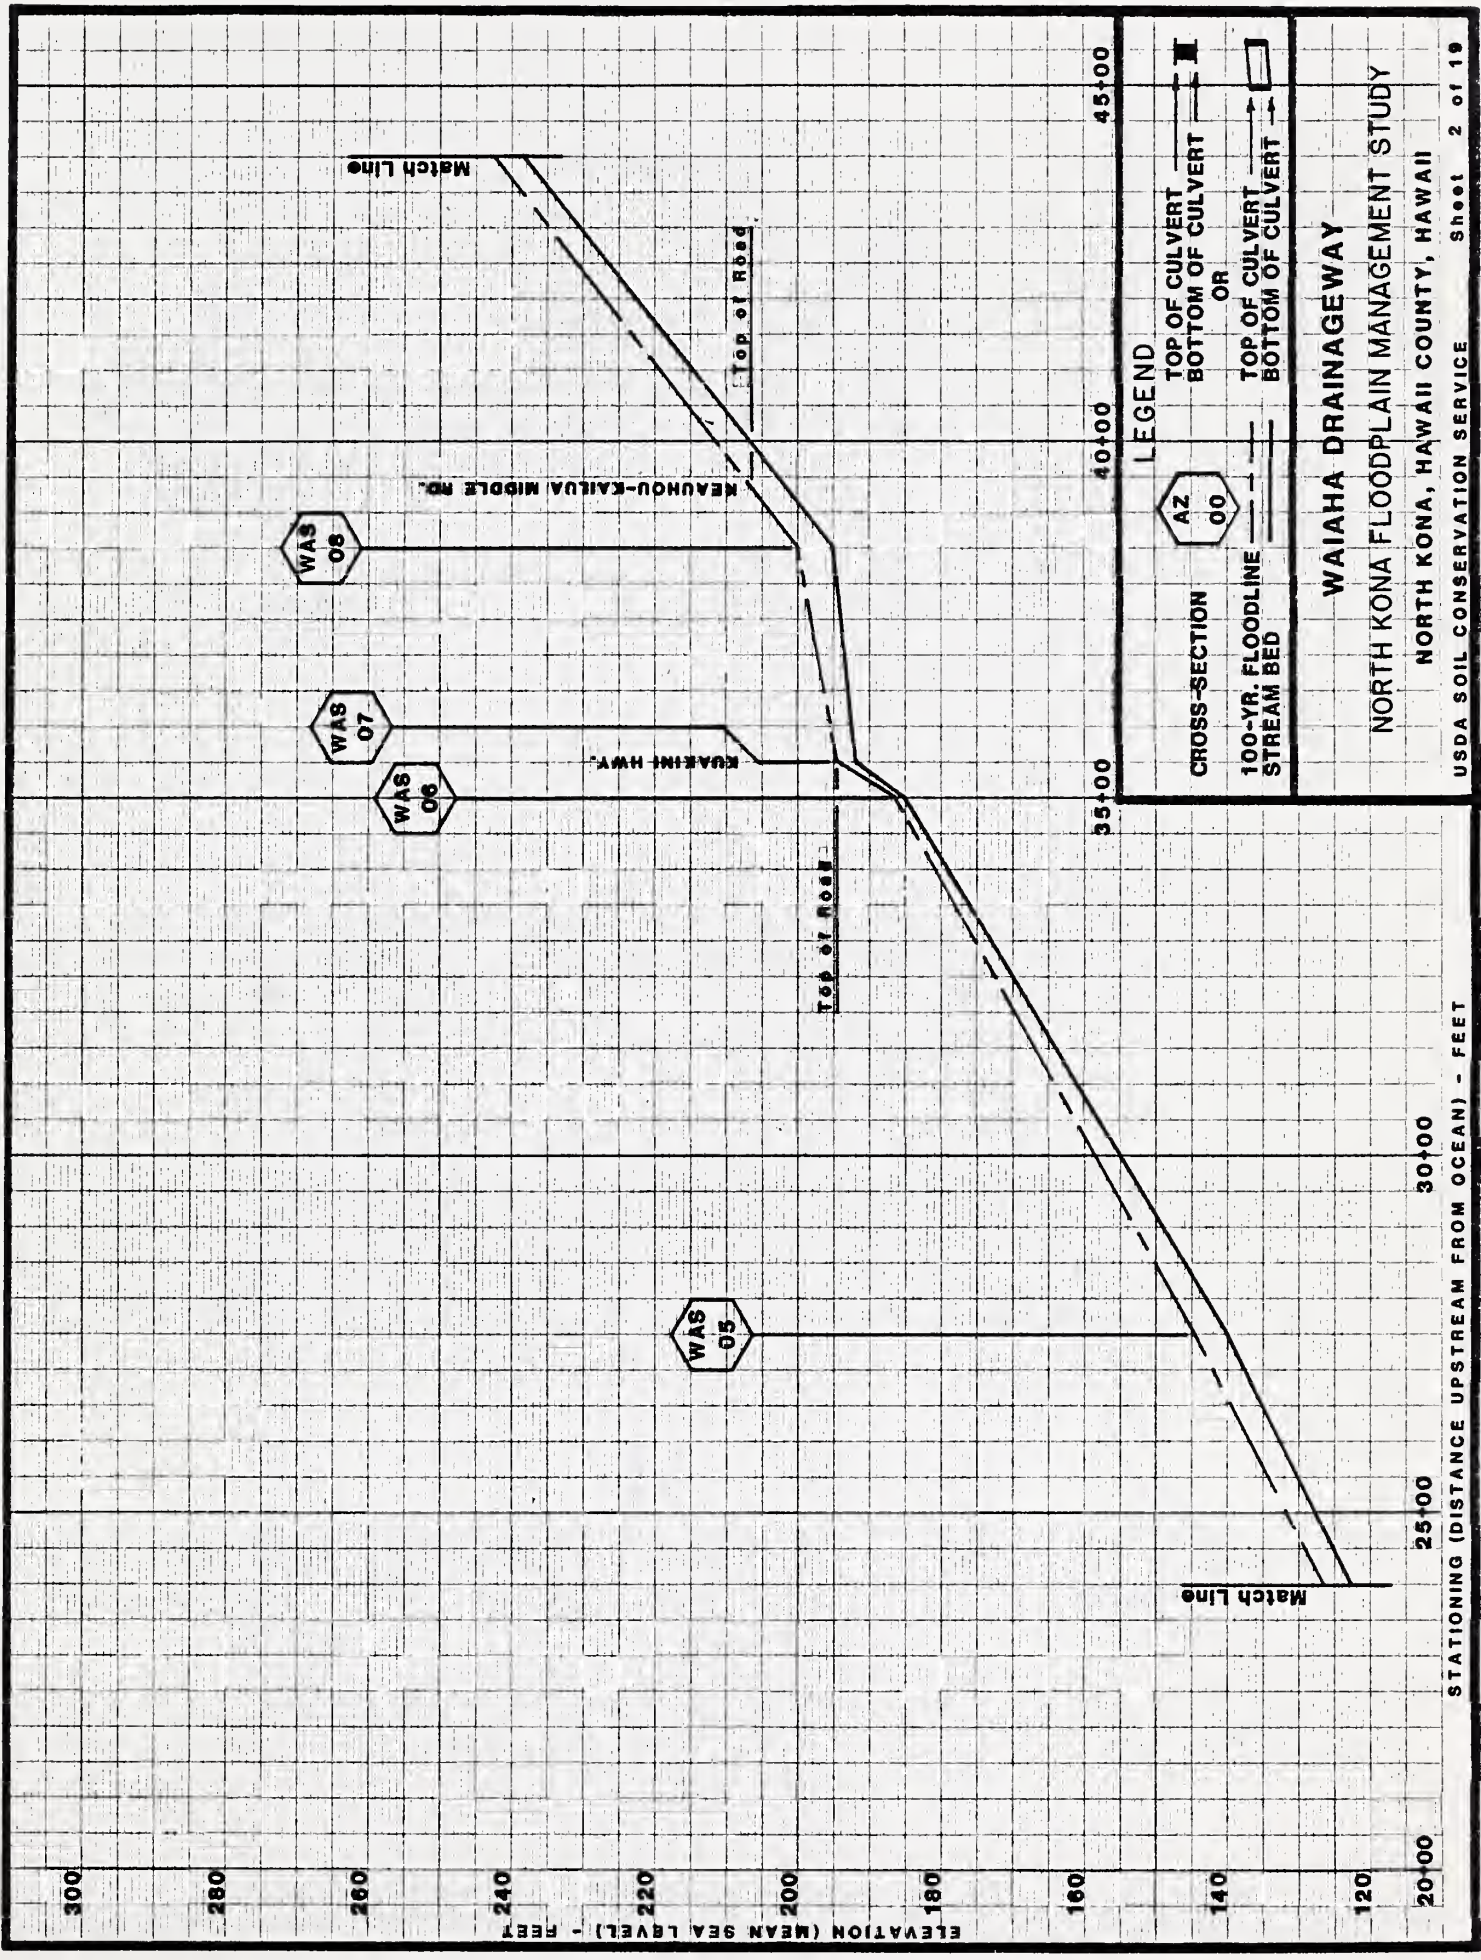 300
280
260
240
220
200
180
160
140
120
ELEVATION (MEAN SEA LEVEL) - FEET
20+00
25+00
30+00
35+00
40+00
45+00
STATIONING (DISTANCE UPSTREAM FROM OCEAN) - FEET
Match Line
WAS
05
Top of Road
WAS
06
WAS
07
KUAKINI HWY.
WAS
08
KEAUHOU-KAILUA MIDDLE RD.
Top of Road
Match Line
LEGEND
CROSS-SECTION
AZ
00
TOP OF CULVERT
BOTTOM OF CULVERT
OR
100-YR. FLOODLINE
STREAM BED
TOP OF CULVERT
BOTTOM OF CULVERT
WAIAHA DRAINAGEWAY
NORTH KONA FLOODPLAIN MANAGEMENT STUDY
NORTH KONA, HAWAII COUNTY, HAWAII
USDA SOIL CONSERVATION SERVICE Sheet 2 of 19